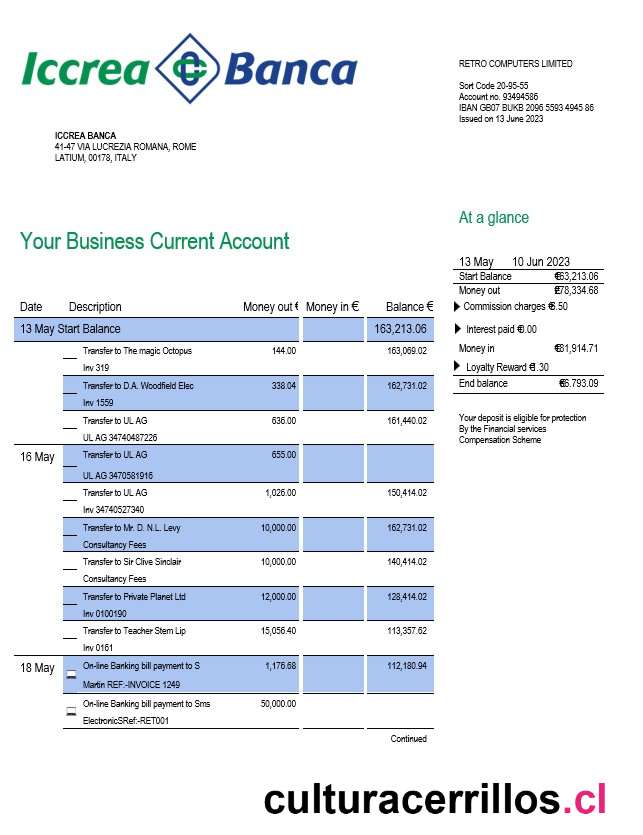 Iccrea Banca
RETRO COMPUTERS LIMITED
Sort Code 20-95-55
Account no. 93494586
IBAN GB07 BUKB 2096 5593 4945 86
Issued on 13 June 2023
ICCREA BANCA
41-47 VIA LUCREZIA ROMANA, ROME
LATIUM, 00178, ITALY
At a glance
13 May 10 Jun 2023
Start Balance €63,213.06
Money out £78,334.68
Commission charges €6.50
Interest paid €0.00
Money in €31,914.71
Loyalty Reward €1.30
End balance €6.793.09
Your deposit is eligible for protection
By the Financial services
Compensation Scheme
Your Business Current Account
Date Description Money out € Money in € Balance €
13 May Start Balance 163,213.06
Transfer to The magic Octopus 144.00 163,069.02
Inv 319
Transfer to D.A. Woodfield Elec 338.04 162,731.02
Inv 1559
Transfer to UL AG 636.00 161,440.02
UL AG 34740487226
16 May Transfer to UL AG 655.00
UL AG 3470581916
Transfer to UL AG 1,026.00 150,414.02
Inv 34740527340
Transfer to Mr. D. N.L. Levy 10,000.00 162,731.02
Consultancy Fees
Transfer to Sir Clive Sinclair 10,000.00 140,414.02
Consultancy Fees
Transfer to Private Planet Ltd 12,000.00 128,414.02
Inv 0100190
Transfer to Teacher Stem Lip 15,056.40 113,357.62
Inv 0161
18 May On-line Banking bill payment to S 1,176.68 112,180.94
Martin REF:-INVOICE 1249
On-line Banking bill payment to Sms 50,000.00
ElectronicSRef:-RET001
Continued
culturacerrillos.cl